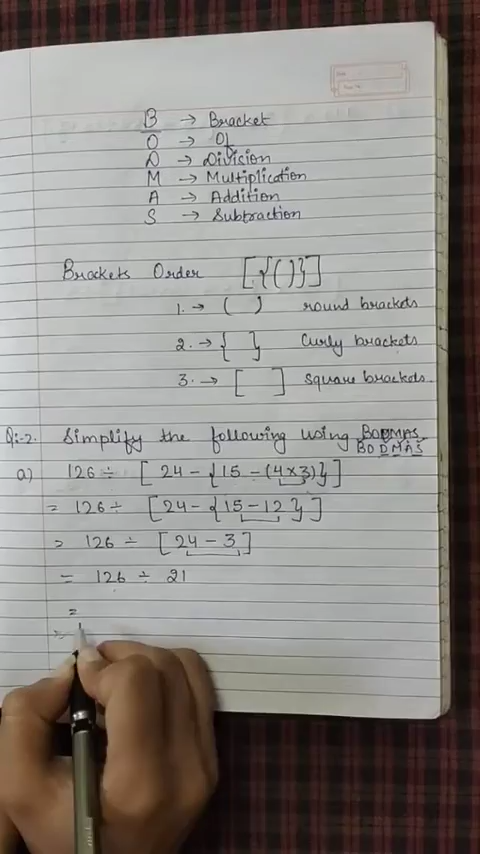 B → Bracket
O → Of
D → Division
M → Multiplication
A → Addition
S → Subtraction
Brackets Order [{()}]
1. → ( ) round brackets
2. → { } Curly brackets
3. → [ ] Square brackets.
Q:-2. Simplify the following using BODMAS.
BODMAS
a) 126 ÷ [24 - {15 - (4×3)}]
= 126 ÷ [24 - {15 - 12}]
= 126 ÷ [24 - 3]
= 126 ÷ 21
=
=